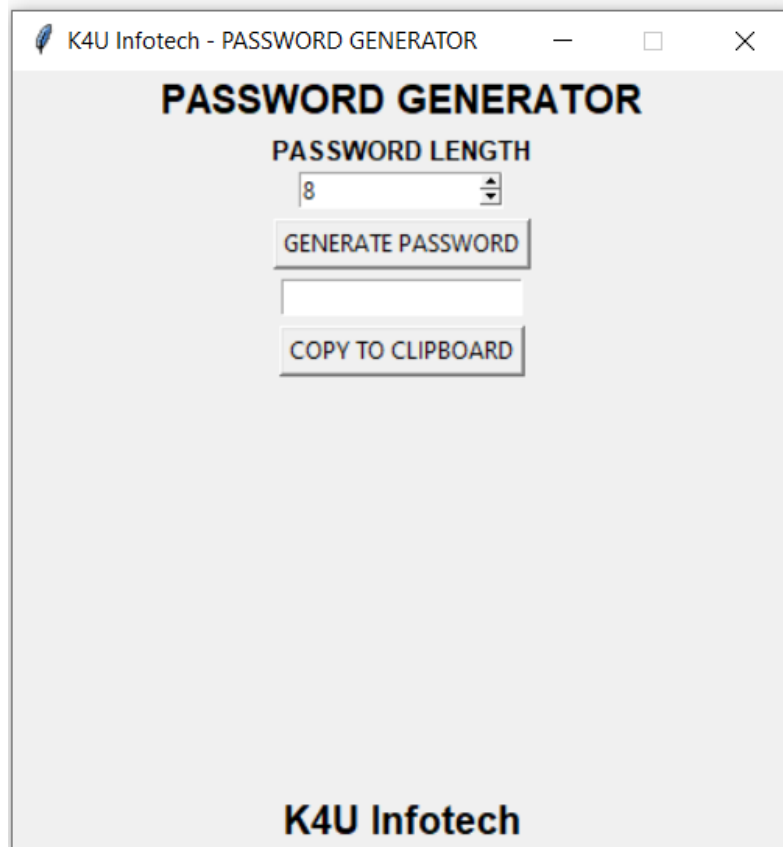 K4U Infotech - PASSWORD GENERATOR
PASSWORD GENERATOR
PASSWORD LENGTH
8
GENERATE PASSWORD
COPY TO CLIPBOARD
K4U Infotech